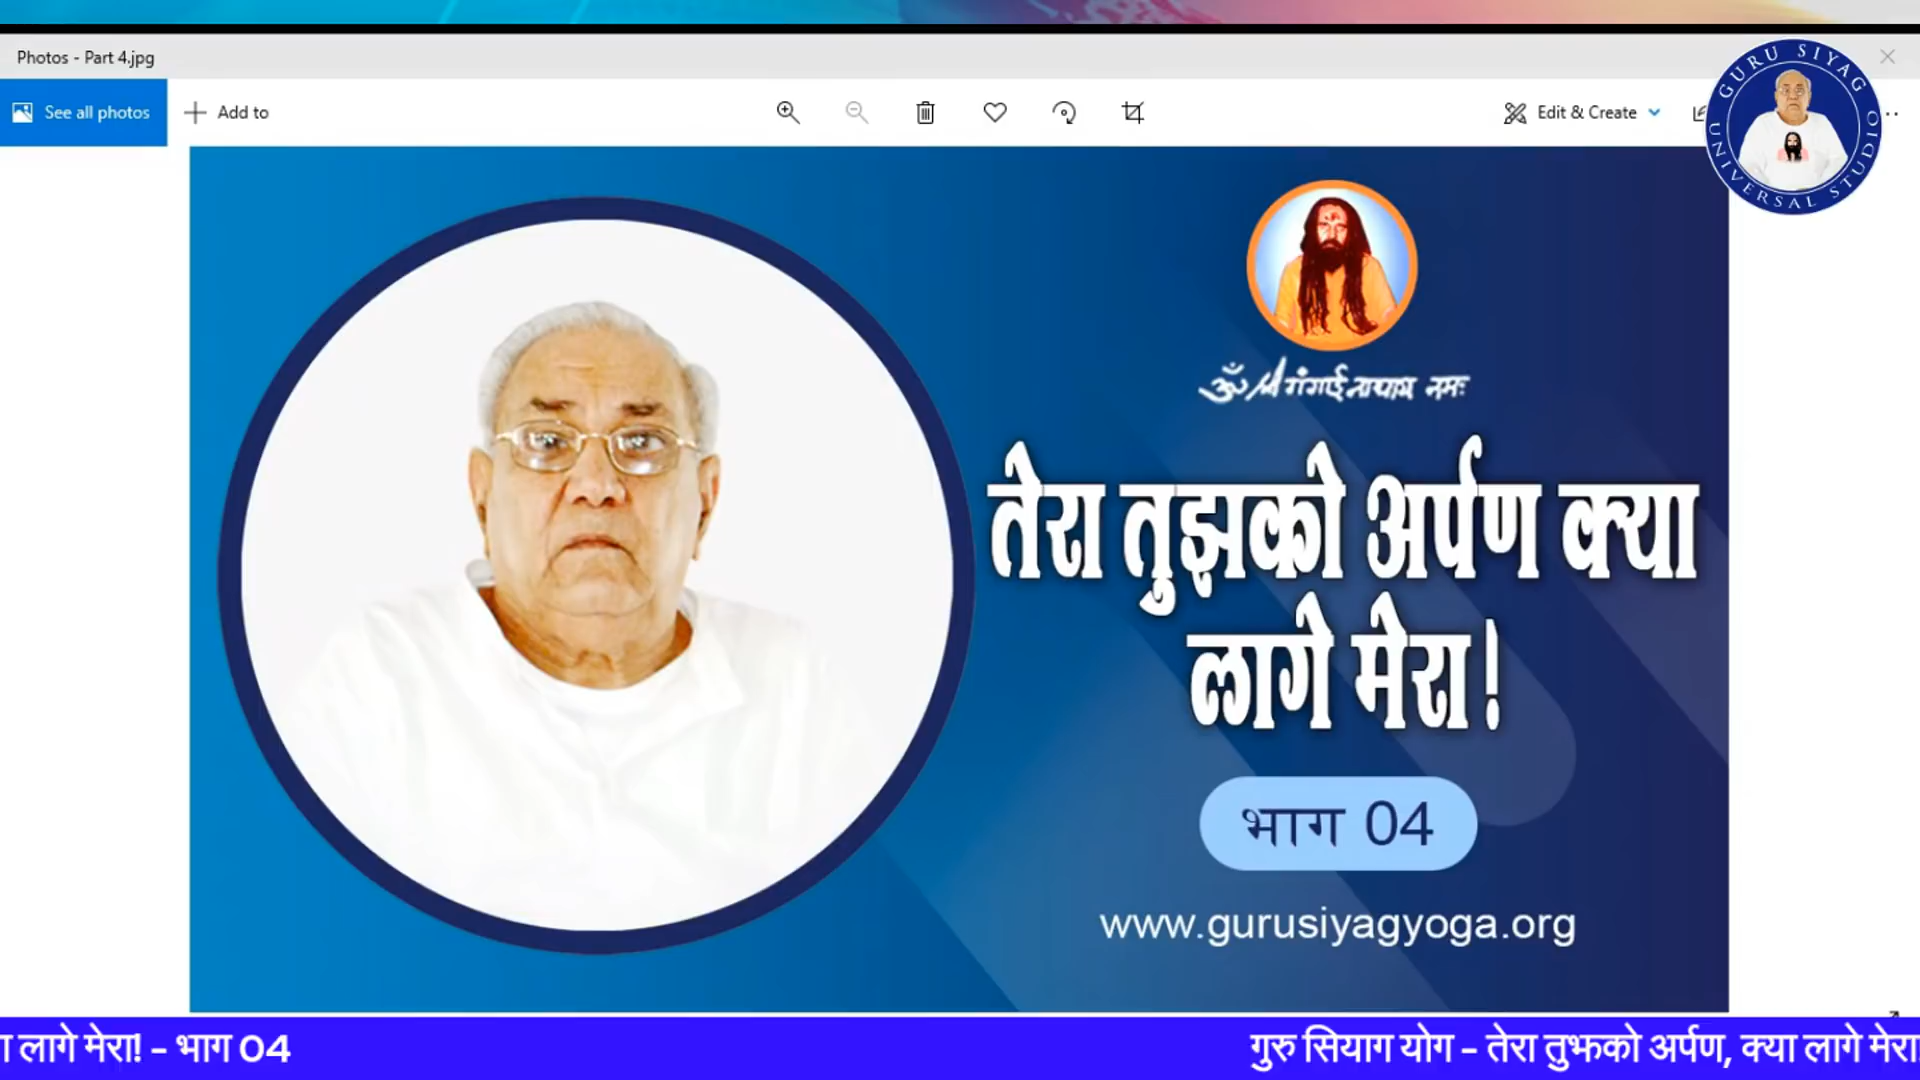 Photos - Part 4.jpg
See all photos
Add to
Edit & Create
GURU SIYAG
UNIVERSAL STUDIO
ॐ श्री गंगाई नाथाय नमः
तेरा तुझको अर्पण क्या
लागे मेरा!
भाग 04
www.gurusiyagyoga.org
लागे मेरा! - भाग 04
गुरु सियाग योग - तेरा तुझको अर्पण, क्या लागे मेरा